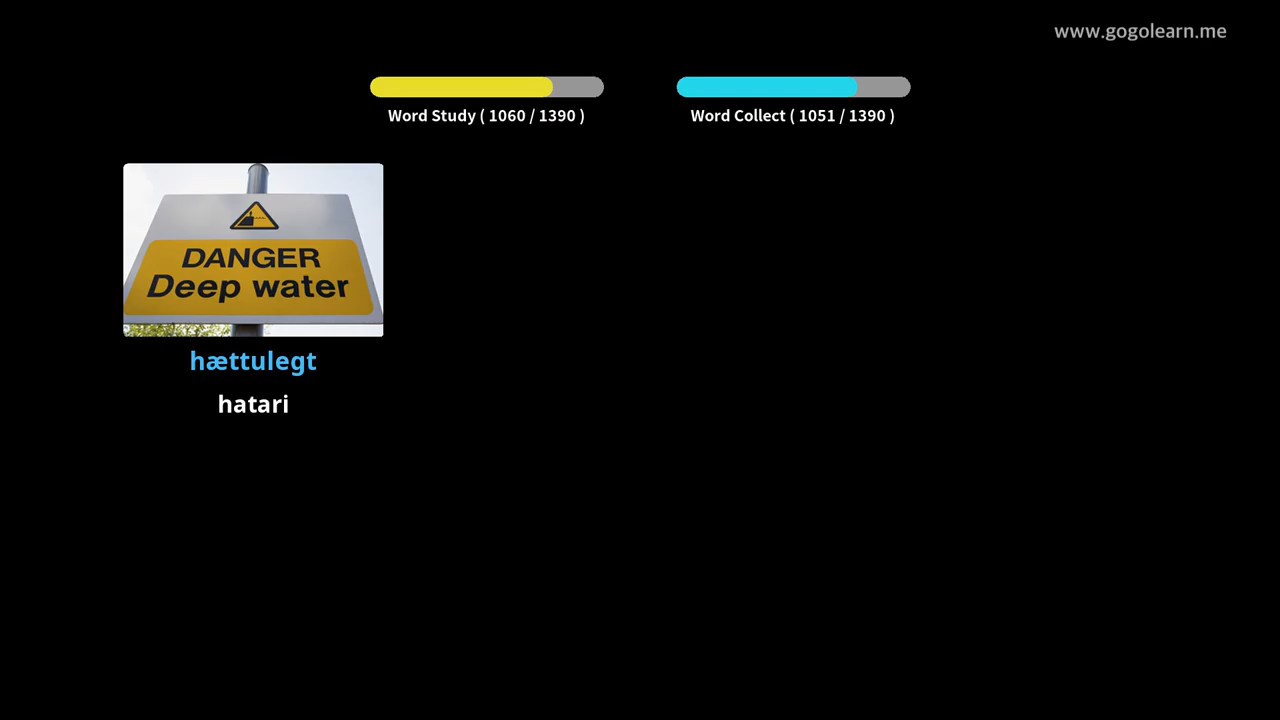 www.gogolearn.me
Word Study ( 1060 / 1390 )
Word Collect ( 1051 / 1390 )
DANGER
Deep water
hættulegt
hatari